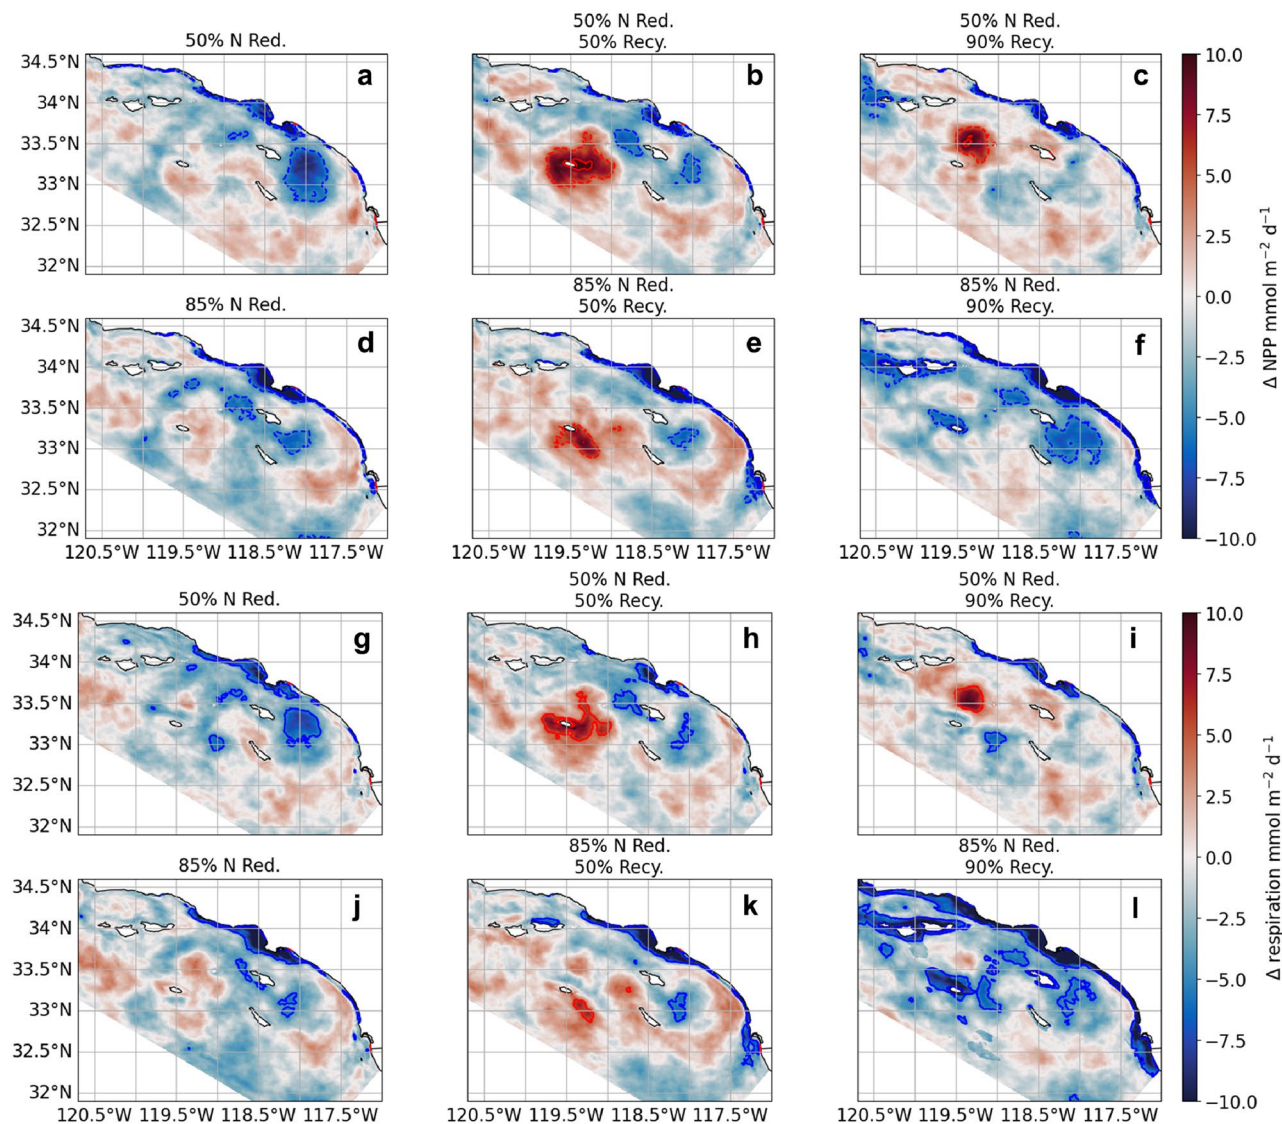 50% N Red.
50% N Red.
50% Recy.
50% N Red.
90% Recy.
a
b
c
34.5°N
34°N
33.5°N
33°N
32.5°N
32°N
85% N Red.
85% N Red.
50% Recy.
85% N Red.
90% Recy.
d
e
f
34.5°N
34°N
33.5°N
33°N
32.5°N
32°N
120.5°W 119.5°W 118.5°W 117.5°W
120.5°W 119.5°W 118.5°W 117.5°W
120.5°W 119.5°W 118.5°W 117.5°W
10.0
7.5
5.0
2.5
0.0
−2.5
−5.0
−7.5
−10.0
Δ NPP mmol m⁻² d⁻¹
50% N Red.
50% N Red.
50% Recy.
50% N Red.
90% Recy.
g
h
i
34.5°N
34°N
33.5°N
33°N
32.5°N
32°N
85% N Red.
85% N Red.
50% Recy.
85% N Red.
90% Recy.
j
k
l
34.5°N
34°N
33.5°N
33°N
32.5°N
32°N
120.5°W 119.5°W 118.5°W 117.5°W
120.5°W 119.5°W 118.5°W 117.5°W
120.5°W 119.5°W 118.5°W 117.5°W
10.0
7.5
5.0
2.5
0.0
−2.5
−5.0
−7.5
−10.0
Δ respiration mmol m⁻² d⁻¹